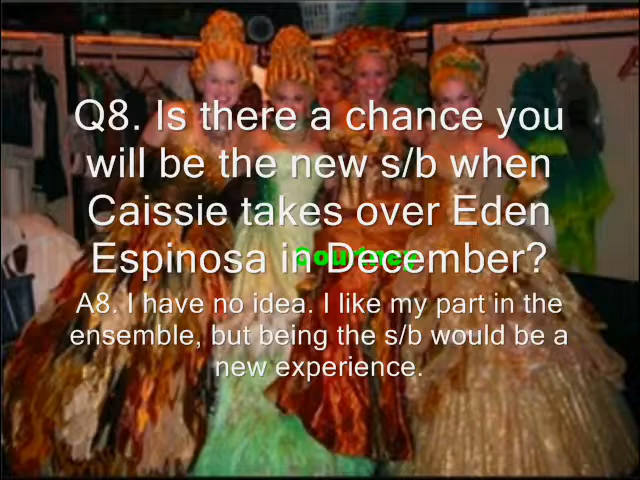 Q8. Is there a chance you
will be the new s/b when
Caissie takes over Eden
Espinosa in December?
Courtney
A8. I have no idea. I like my part in the
ensemble, but being the s/b would be a
new experience.